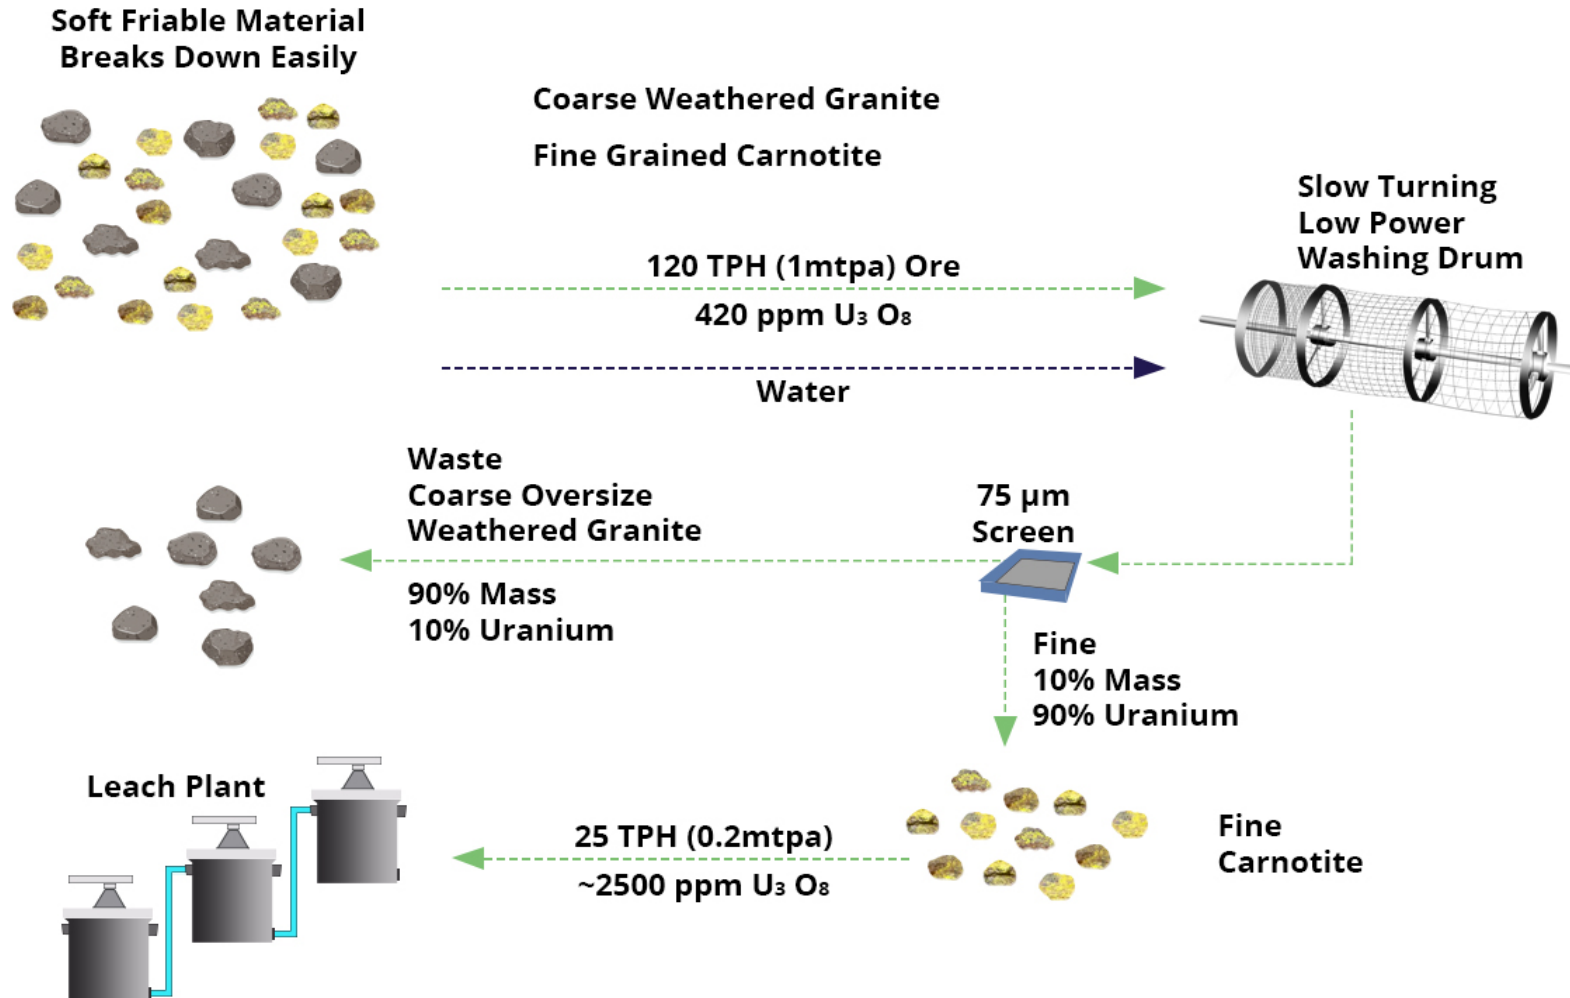 Soft Friable Material
Breaks Down Easily
Coarse Weathered Granite
Fine Grained Carnotite
Slow Turning
Low Power
Washing Drum
120 TPH (1mtpa) Ore
420 ppm U₃ O₈
Water
Waste
Coarse Oversize
Weathered Granite
90% Mass
10% Uranium
75 µm
Screen
Fine
10% Mass
90% Uranium
Leach Plant
25 TPH (0.2mtpa)
~2500 ppm U₃ O₈
Fine
Carnotite